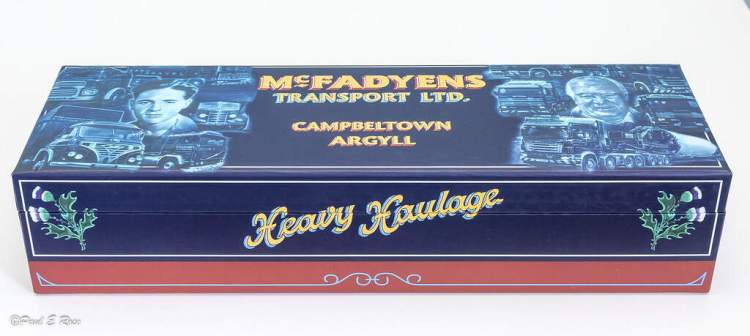 McFADYENS
TRANSPORT LTD.
CAMPBELTOWN
ARGYLL
Heavy Haulage
©Paul E Rose